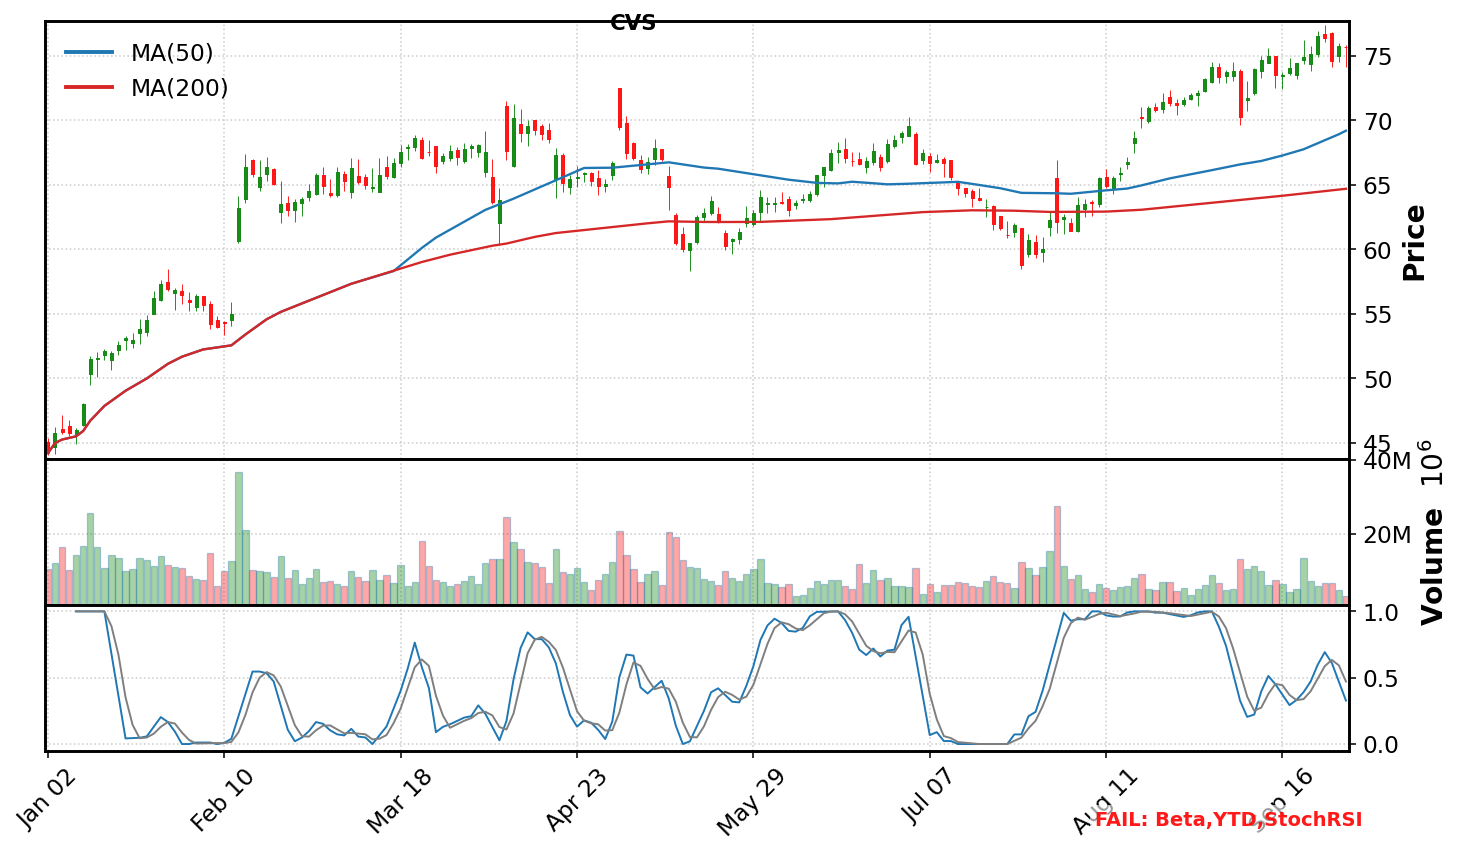 CVS
MA(50)
MA(200)
75
70
65
60
55
50
45
Price
40M
20M
Volume 10⁶
1.0
0.5
0.0
Jan 02
Feb 10
Mar 18
Apr 23
May 29
Jul 07
Aug 11
Sep 16
FAIL: Beta,YTD,StochRSI